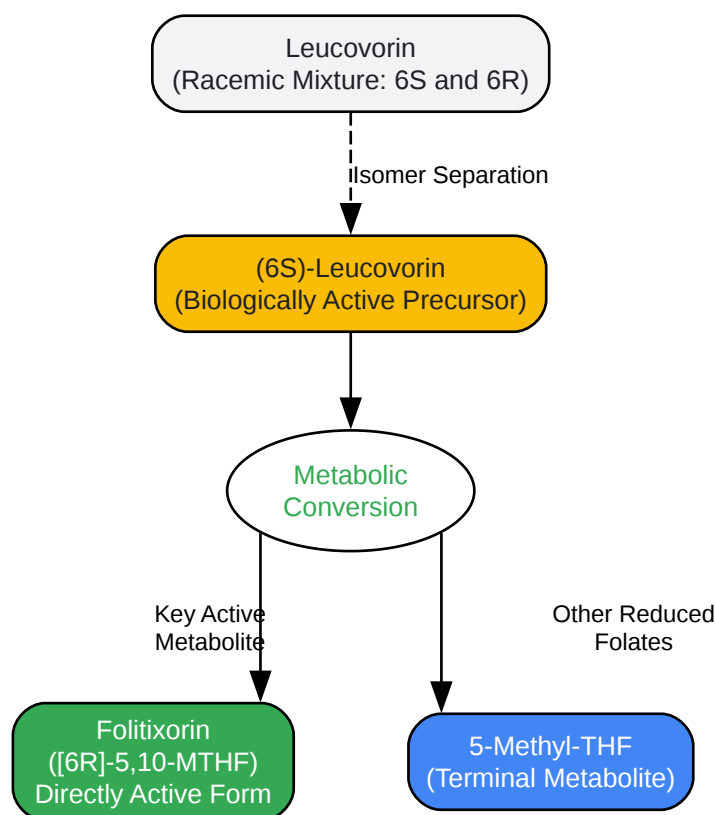 Leucovorin
(Racemic Mixture: 6S and 6R)
Isomer Separation
(6S)-Leucovorin
(Biologically Active Precursor)
Metabolic
Conversion
Key Active
Metabolite
Other Reduced
Folates
Folitixorin
([6R]-5,10-MTHF)
Directly Active Form
5-Methyl-THF
(Terminal Metabolite)